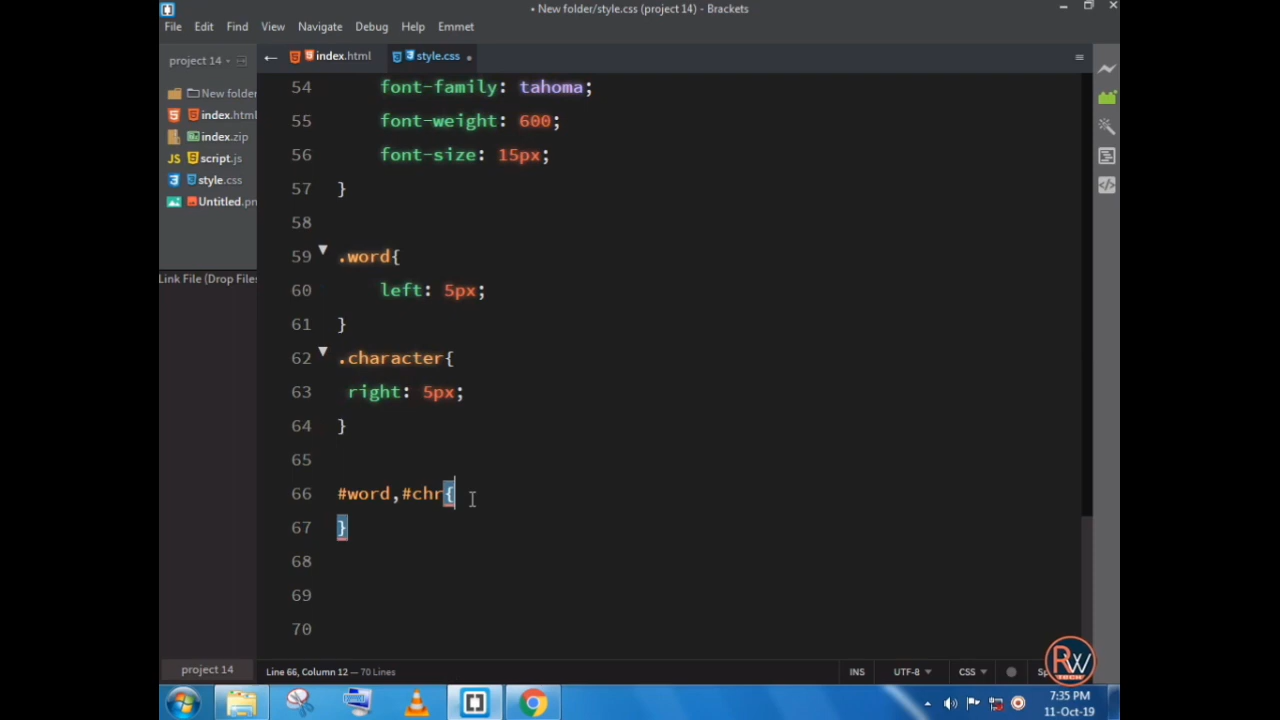 • New folder/style.css (project 14) - Brackets
File Edit Find View Navigate Debug Help Emmet
project 14
index.html
style.css
New folder
index.html
index.zip
JS script.js
style.css
Untitled.pn
Link File (Drop Files
54 font-family: tahoma;
55 font-weight: 600;
56 font-size: 15px;
57 }
58
59 .word{
60 left: 5px;
61 }
62 .character{
63 right: 5px;
64 }
65
66 #word,#chr{
67 }
68
69
70
project 14
Line 66, Column 12 — 70 Lines
INS UTF-8 CSS
RW
TECH
7:35 PM
11-Oct-19